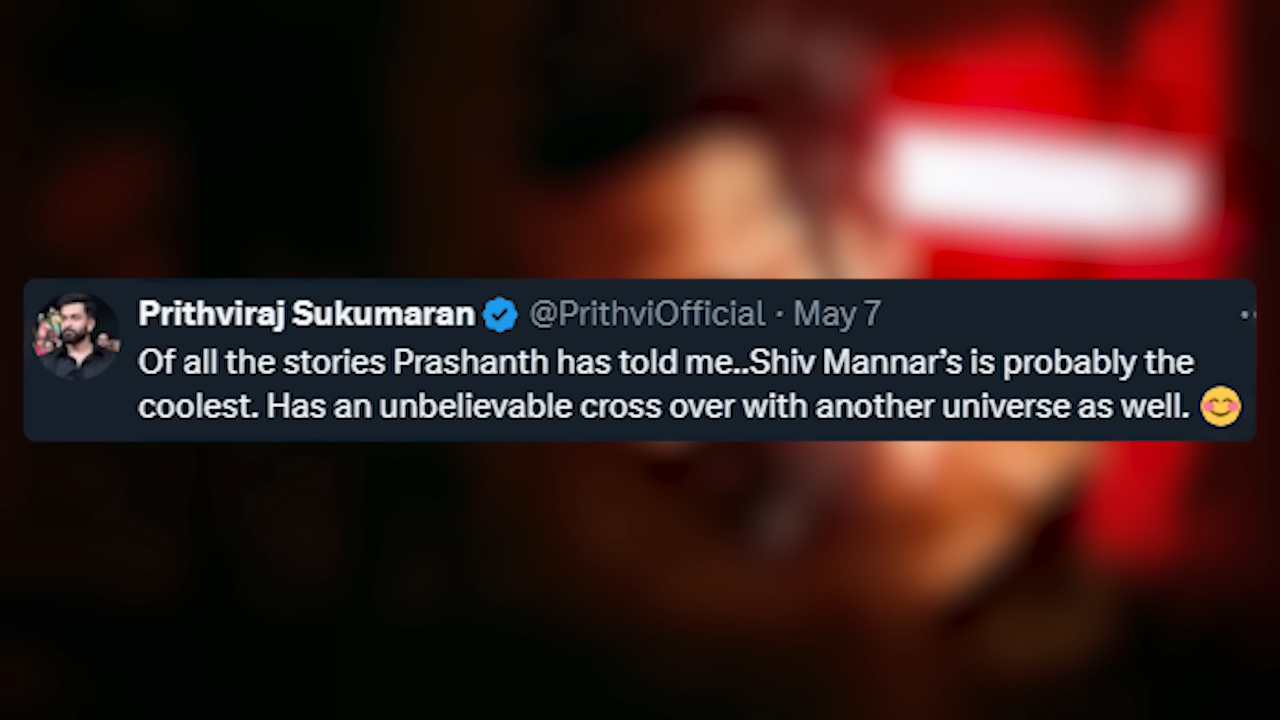 Prithviraj Sukumaran @PrithviOfficial · May 7
Of all the stories Prashanth has told me..Shiv Mannar’s is probably the
coolest. Has an unbelievable cross over with another universe as well. 😊